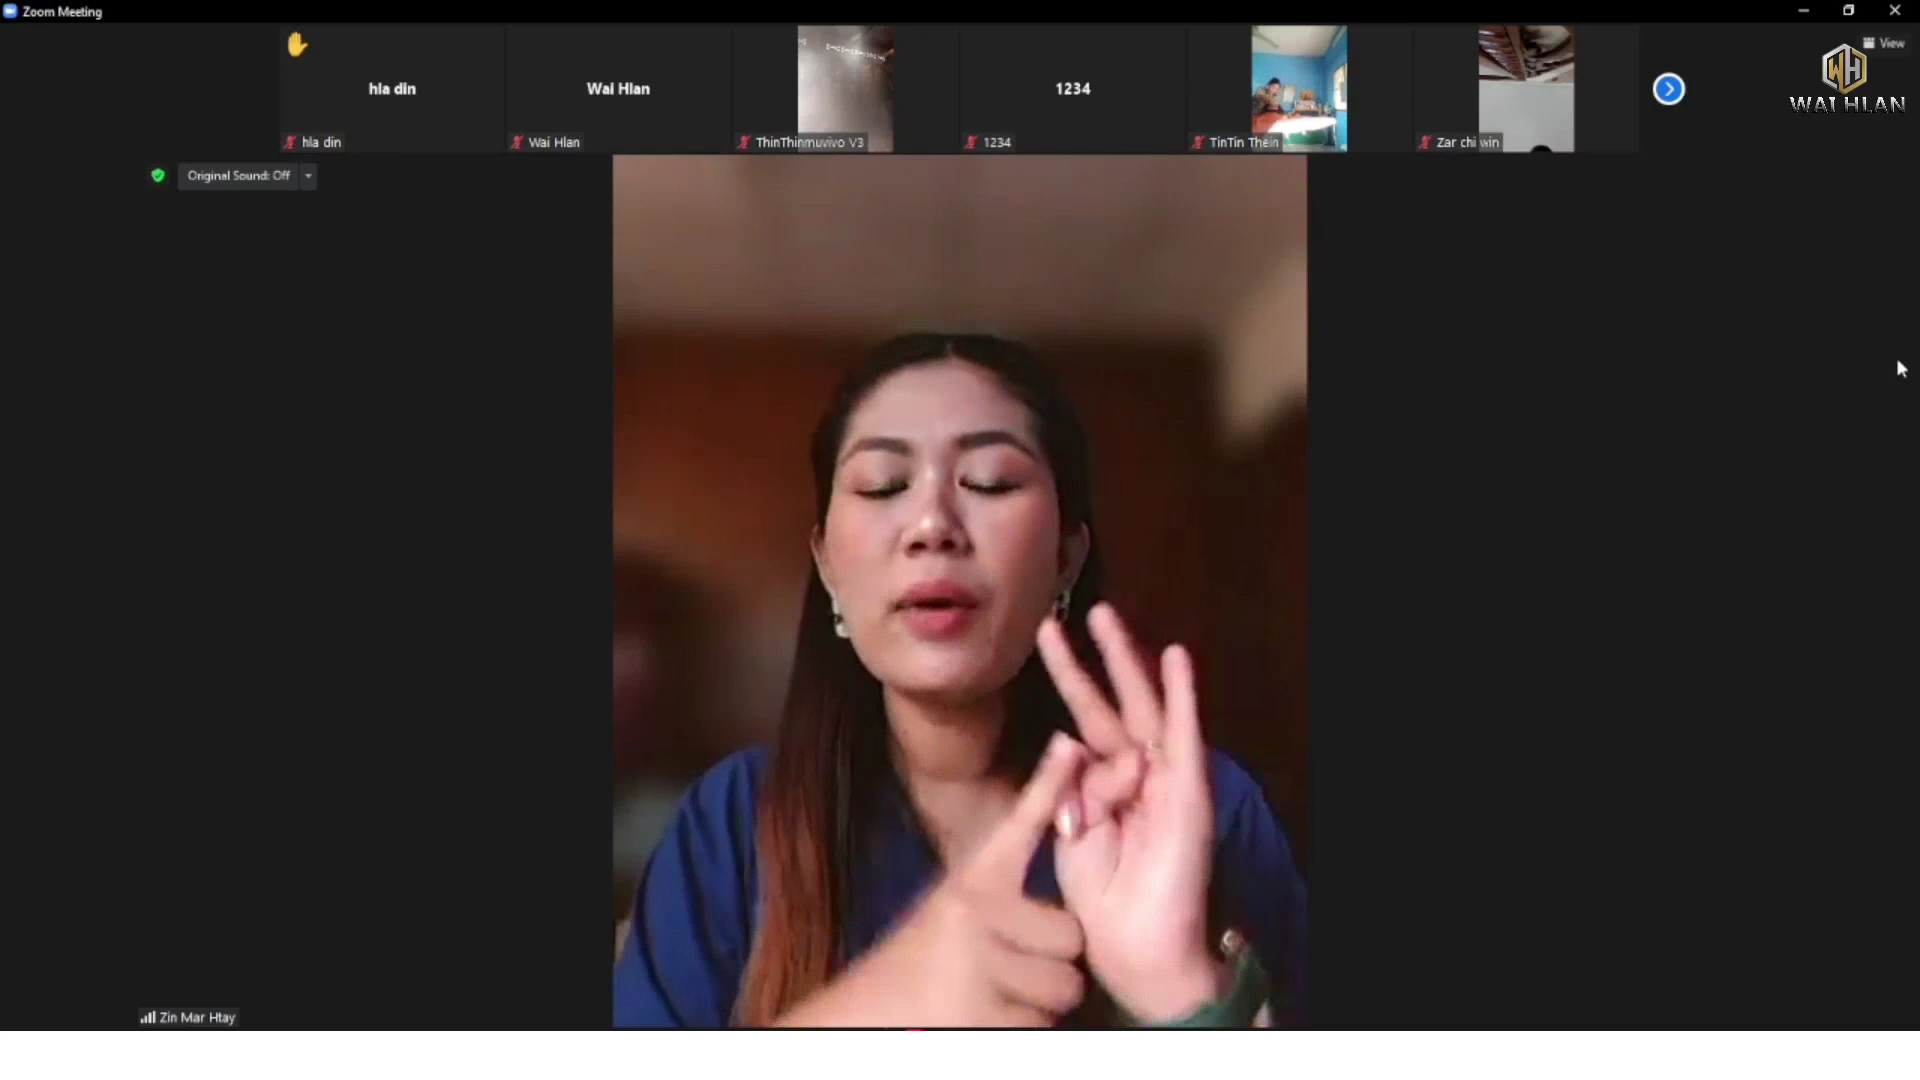 Zoom Meeting
View
hla din
Wai Hlan
1234
WAI HLAN
hla din
Wai Hlan
ThinThinmuvivo V3
1234
TinTin Thein
Zar chi win
Original Sound: Off
Zin Mar Htay